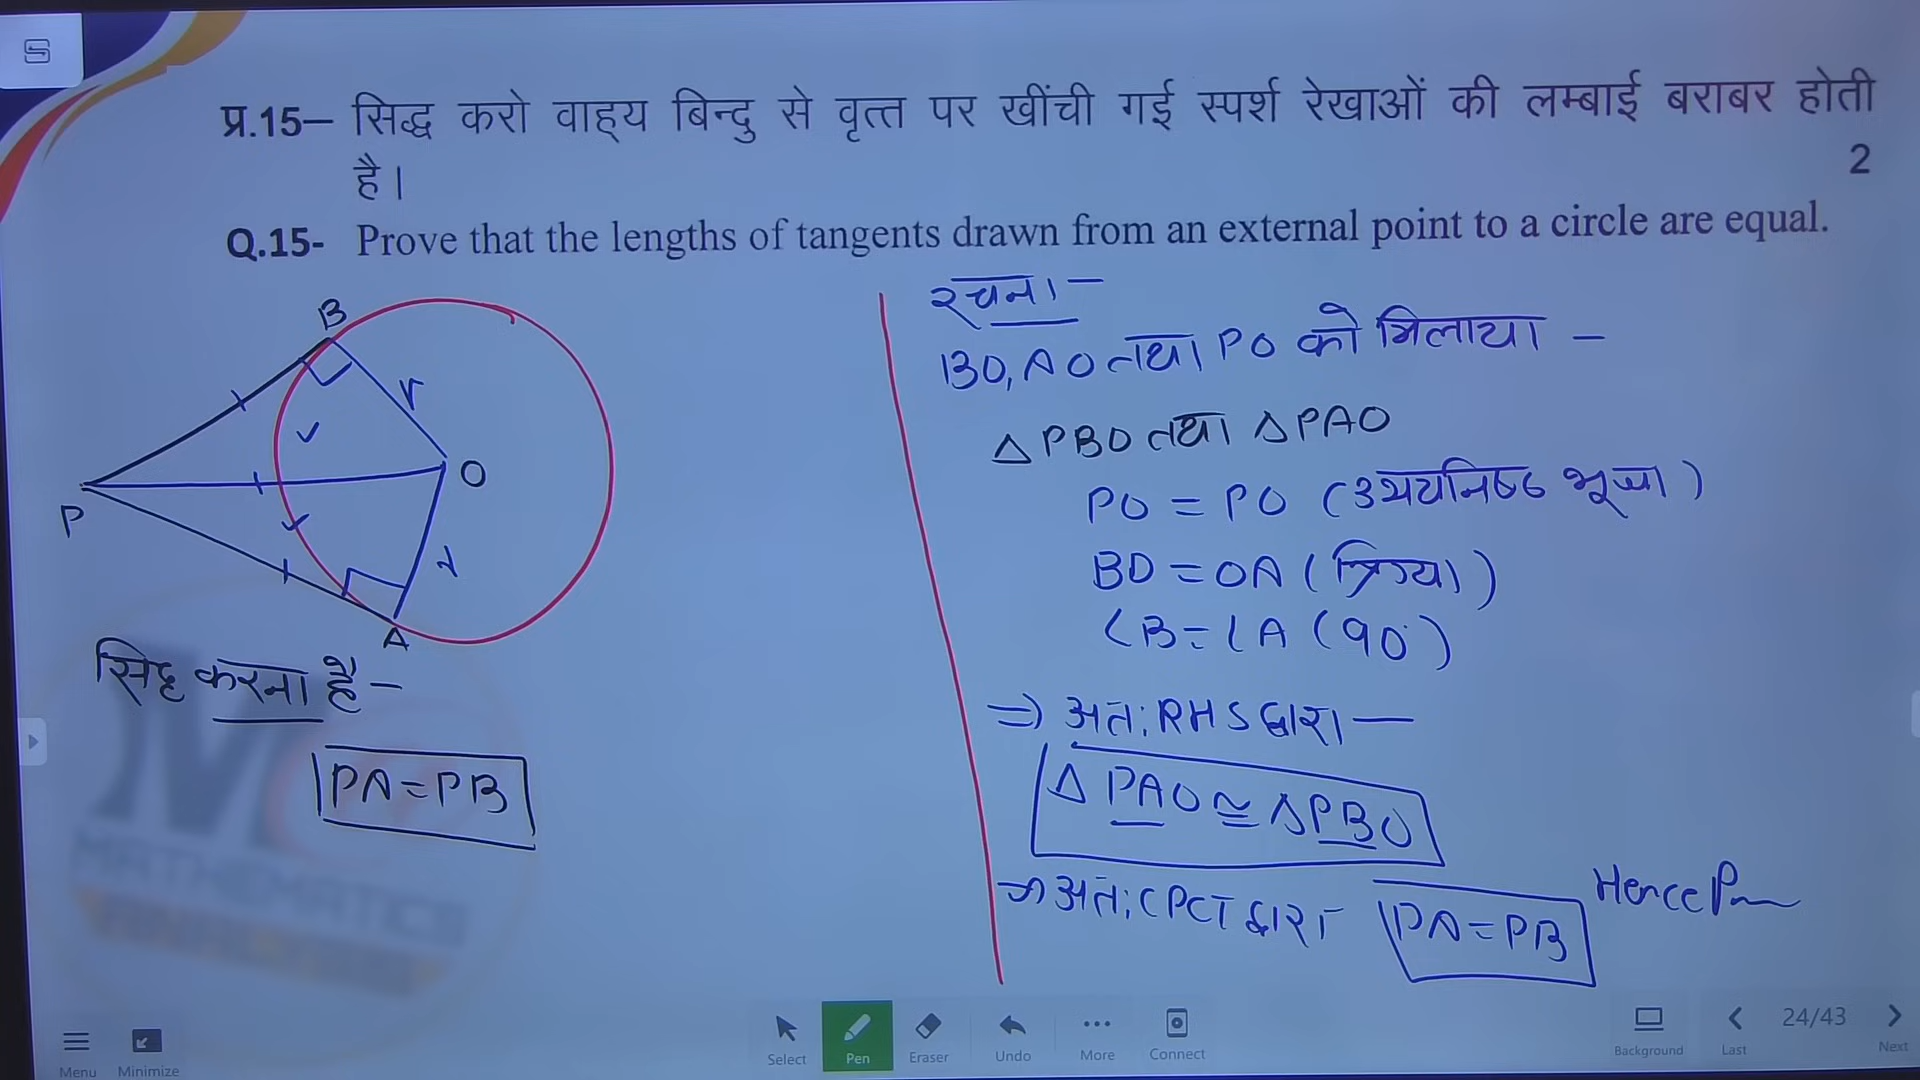 प्र.15– सिद्ध करो वाह्य बिन्दु से वृत्त पर खींची गई स्पर्श रेखाओं की लम्बाई बराबर होती
है।
2
Q.15- Prove that the lengths of tangents drawn from an external point to a circle are equal.
B
r
O
P
r
A
सिद्ध करना है –
PA=PB
रचना –
BO, AO तथा PO को मिलाया –
△PBO तथा △PAO
PO = PO (उभयनिष्ठ भूजा)
BO = OA (त्रिज्या)
∠B = ∠A (90°)
⇒ अत: RHS द्वारा —
△PAO ≅ △PBO
⇒ अत: CPCT द्वारा PA=PB Hence
MATHEMATICS
Menu
Minimize
Select
Pen
Eraser
Undo
More
Connect
Background
Last
24/43
Next